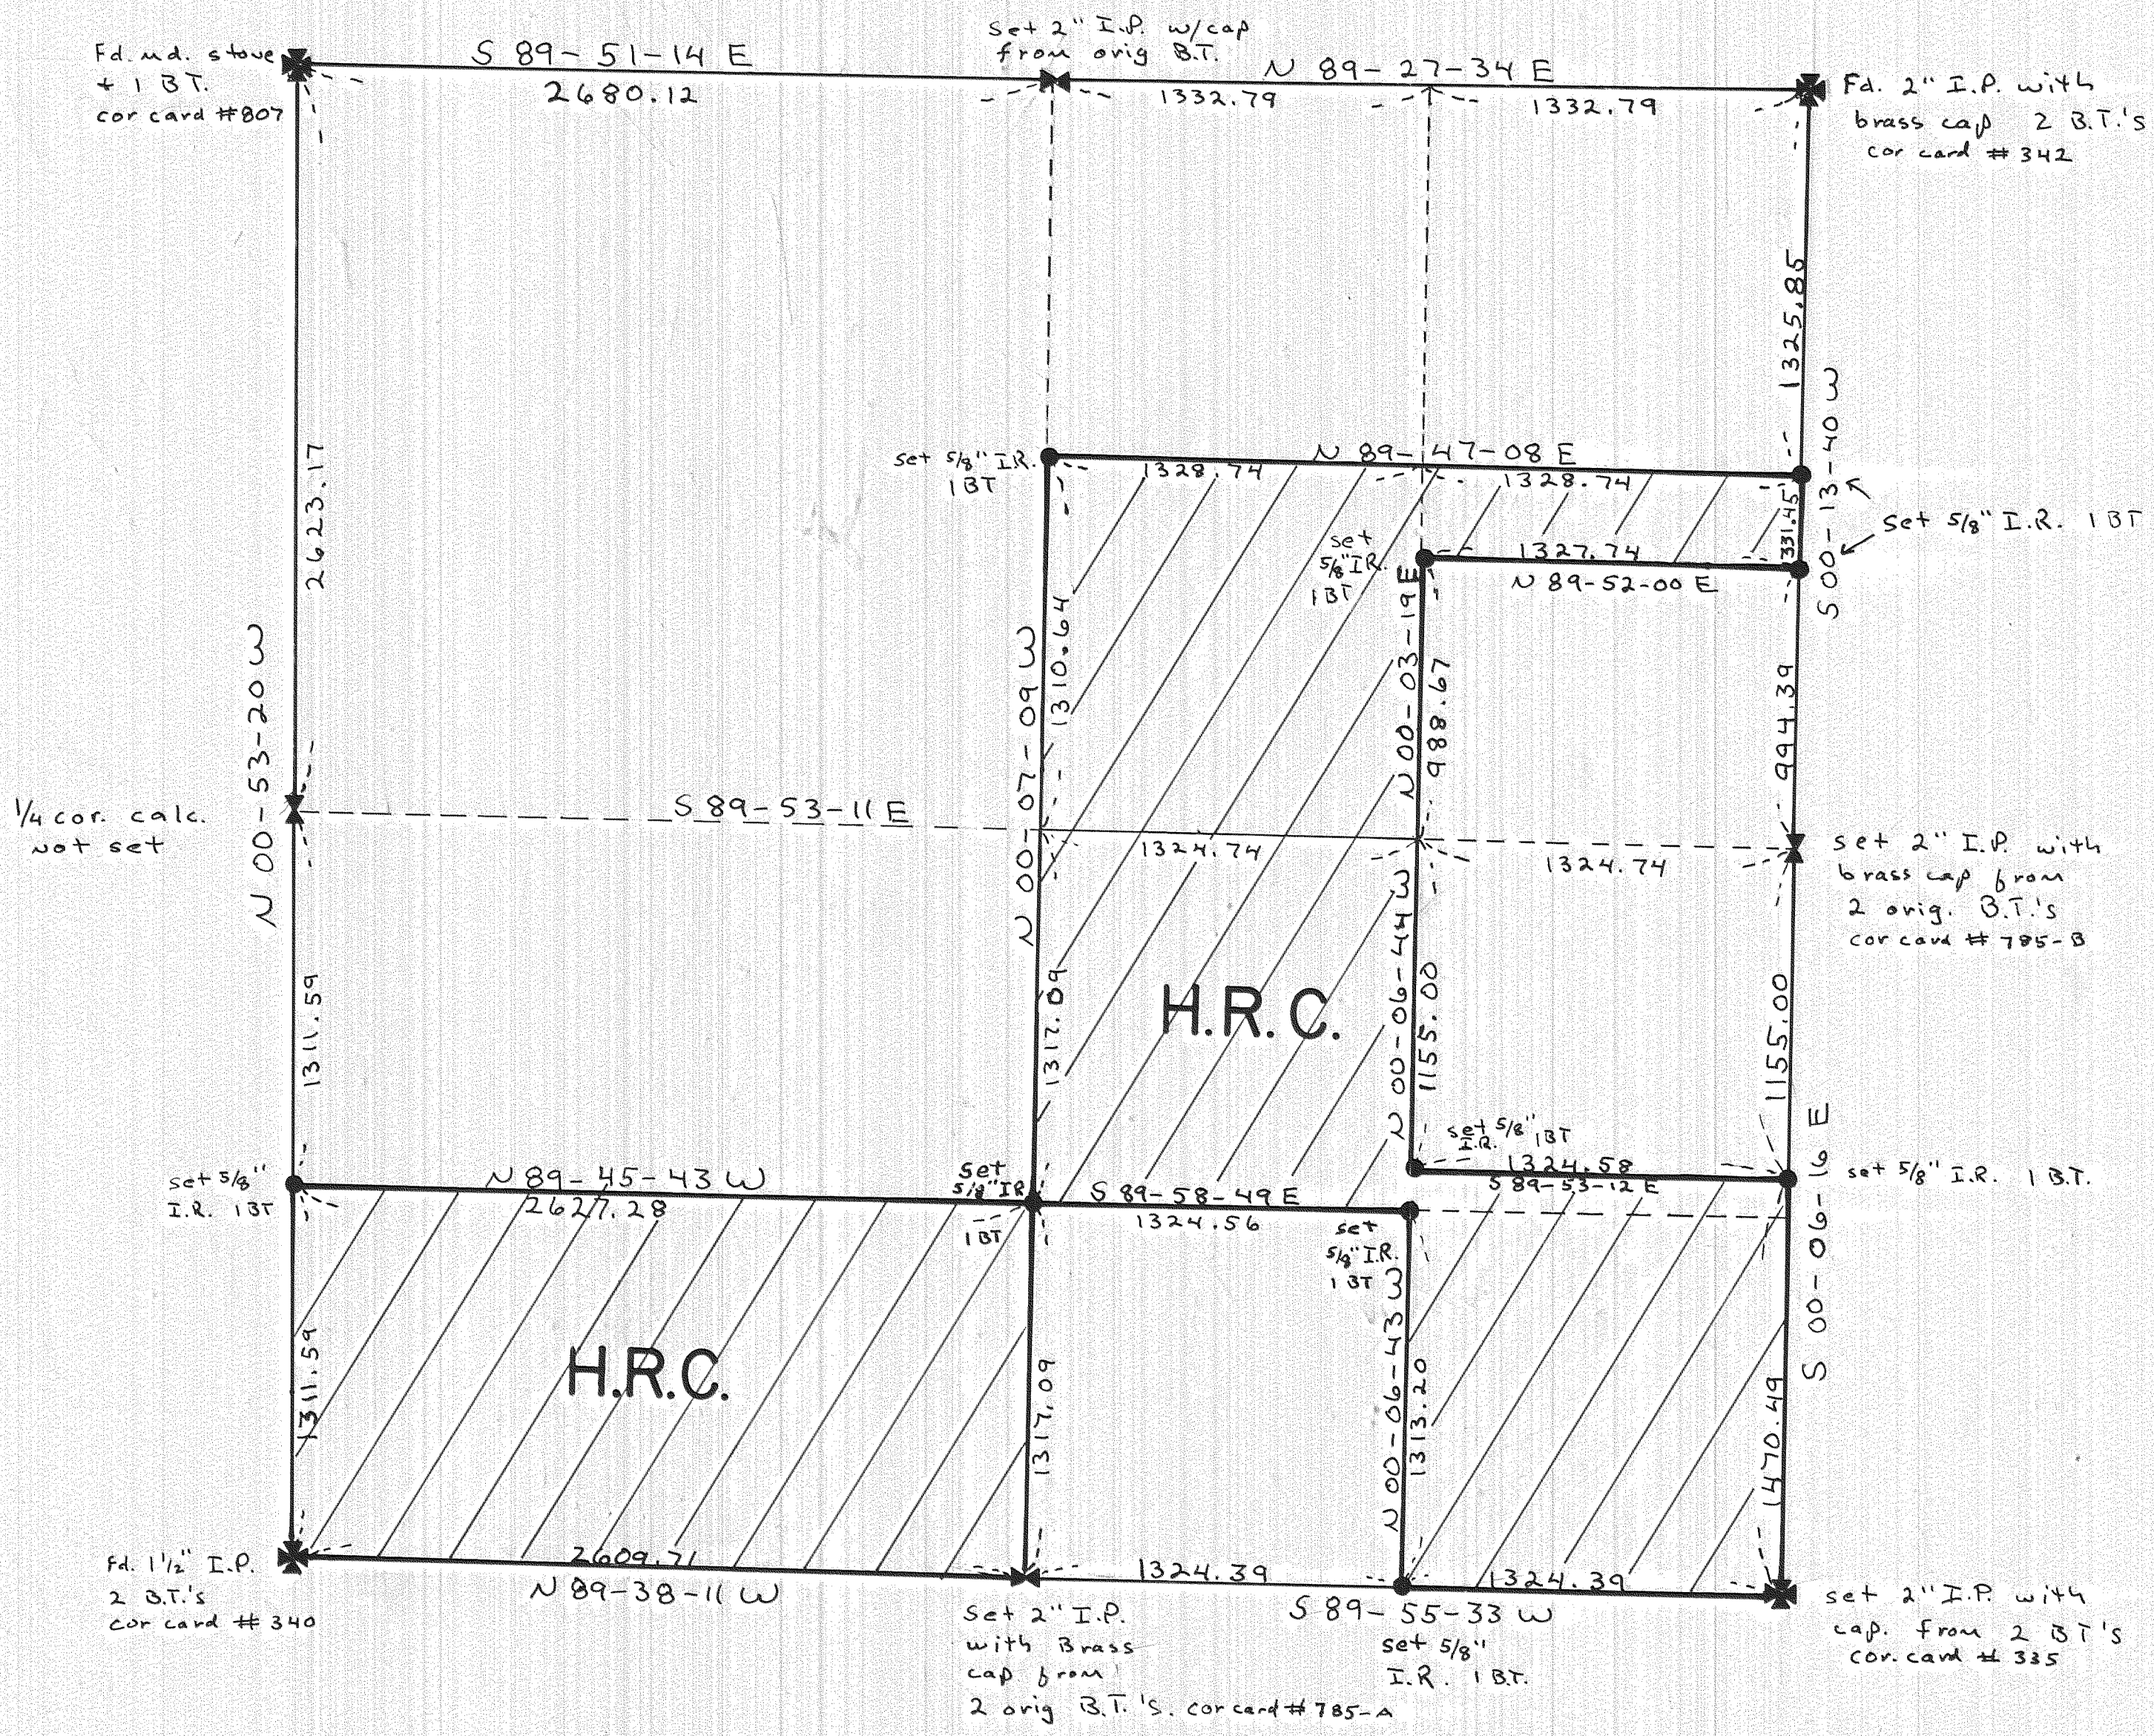 Fd. md. stone
+ 1 B.T.
cor card #807
S 89-51-14 E
2680.12
Set 2" I.P. w/cap
from orig B.T.
N 89-27-34 E
1332.79
1332.79
Fd. 2" I.P. with
brass cap 2 B.T.'s
cor card # 342
1325.85
S 00-13-40 W
2623.17
N 00-53-20 W
set 5/8" I.R.
1 BT
N 89-47-08 E
1328.74
1328.74
331.45
set 5/8" I.R. 1 BT
set
5/8" I.R.
1 BT
1327.74
N 89-52-00 E
1310.64
N 00-07-09 W
N 00-03-19 E
988.67
994.39
1/4 cor. calc.
not set
S 89-53-11 E
1324.74
1324.74
set 2" I.P. with
brass cap from
2 orig. B.T.'s
cor card # 785-B
1311.59
1317.09
H.R.C.
N 00-06-44 W
1155.00
1155.00
S 00-06-16 E
set 5/8"
I.R. 1 BT
N 89-45-43 W
2627.28
set
5/8" IR
1 BT
S 89-58-49 E
1324.56
set 5/8"
I.R. 1 BT
1324.58
S 89-53-12 E
set 5/8" I.R. 1 B.T.
set
5/8" I.R.
1 BT
1311.59
H.R.C.
1317.09
N 00-06-43 W
1313.20
1470.49
Fd. 1 1/2" I.P.
2 B.T.'s
cor card # 340
2609.71
N 89-38-11 W
1324.39
1324.39
S 89-55-33 W
Set 2" I.P.
with Brass
cap from
2 orig B.T.'s. cor card # 785-A
set 5/8"
I.R. 1 B.T.
set 2" I.P. with
cap. from 2 BT's
cor. card # 335